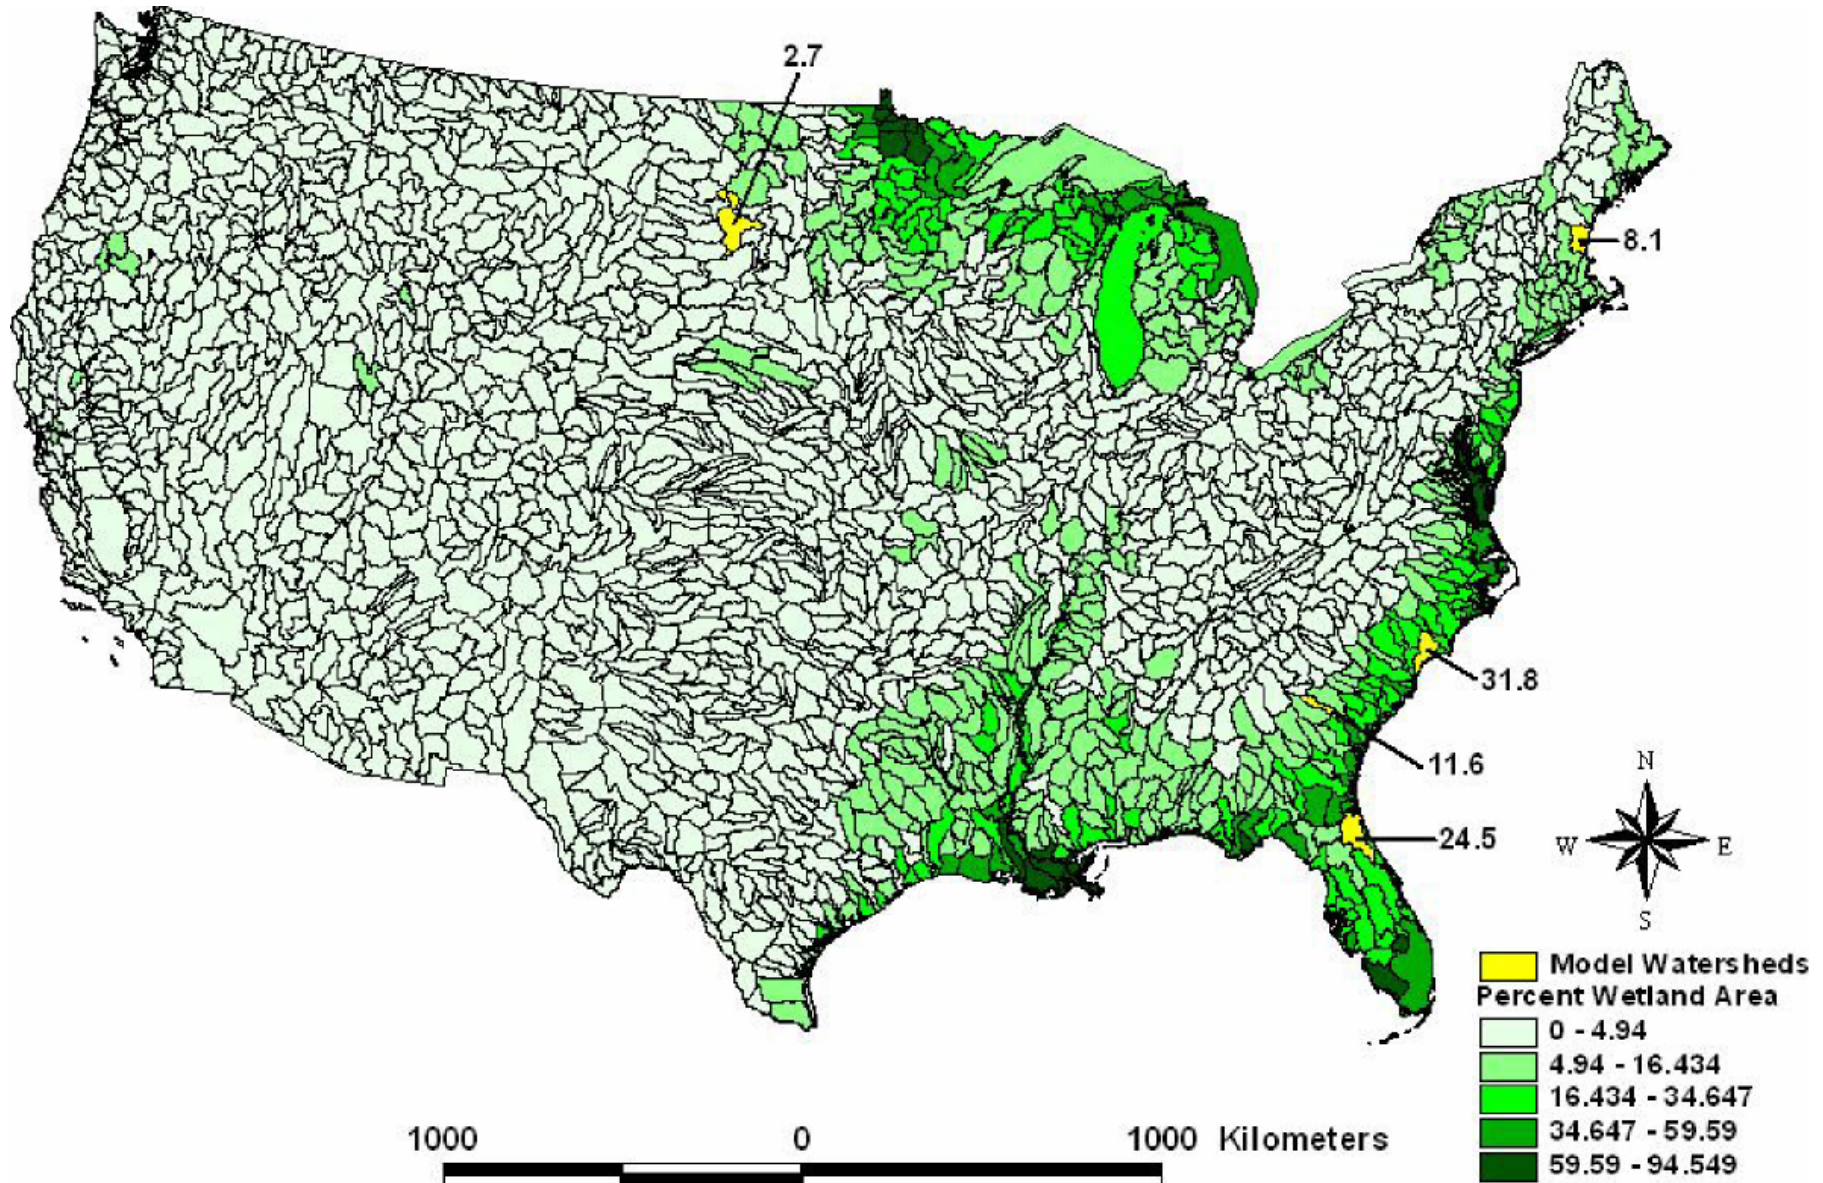 2.7
8.1
31.8
11.6
24.5
N
W E
S
Model Watersheds
Percent Wetland Area
0 - 4.94
4.94 - 16.434
16.434 - 34.647
34.647 - 59.59
59.59 - 94.549
1000 0 1000 Kilometers